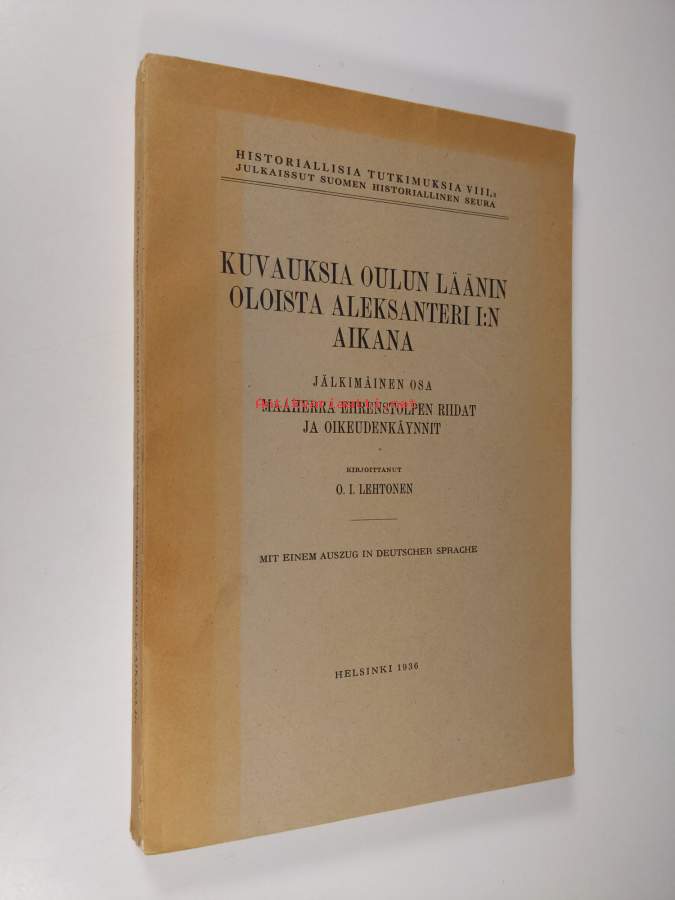 HISTORIALLISIA TUTKIMUKSIA VIII,2
JULKAISSUT SUOMEN HISTORIALLINEN SEURA
KUVAUKSIA OULUN LÄÄNIN
OLOISTA ALEKSANTERI I:N
AIKANA
JÄLKIMÄINEN OSA
MAAHERRA EHRENSTOLPEN RIIDAT
JA OIKEUDENKÄYNNIT
KIRJOITTANUT
O. I. LEHTONEN
MIT EINEM AUSZUG IN DEUTSCHER SPRACHE
HELSINKI 1936